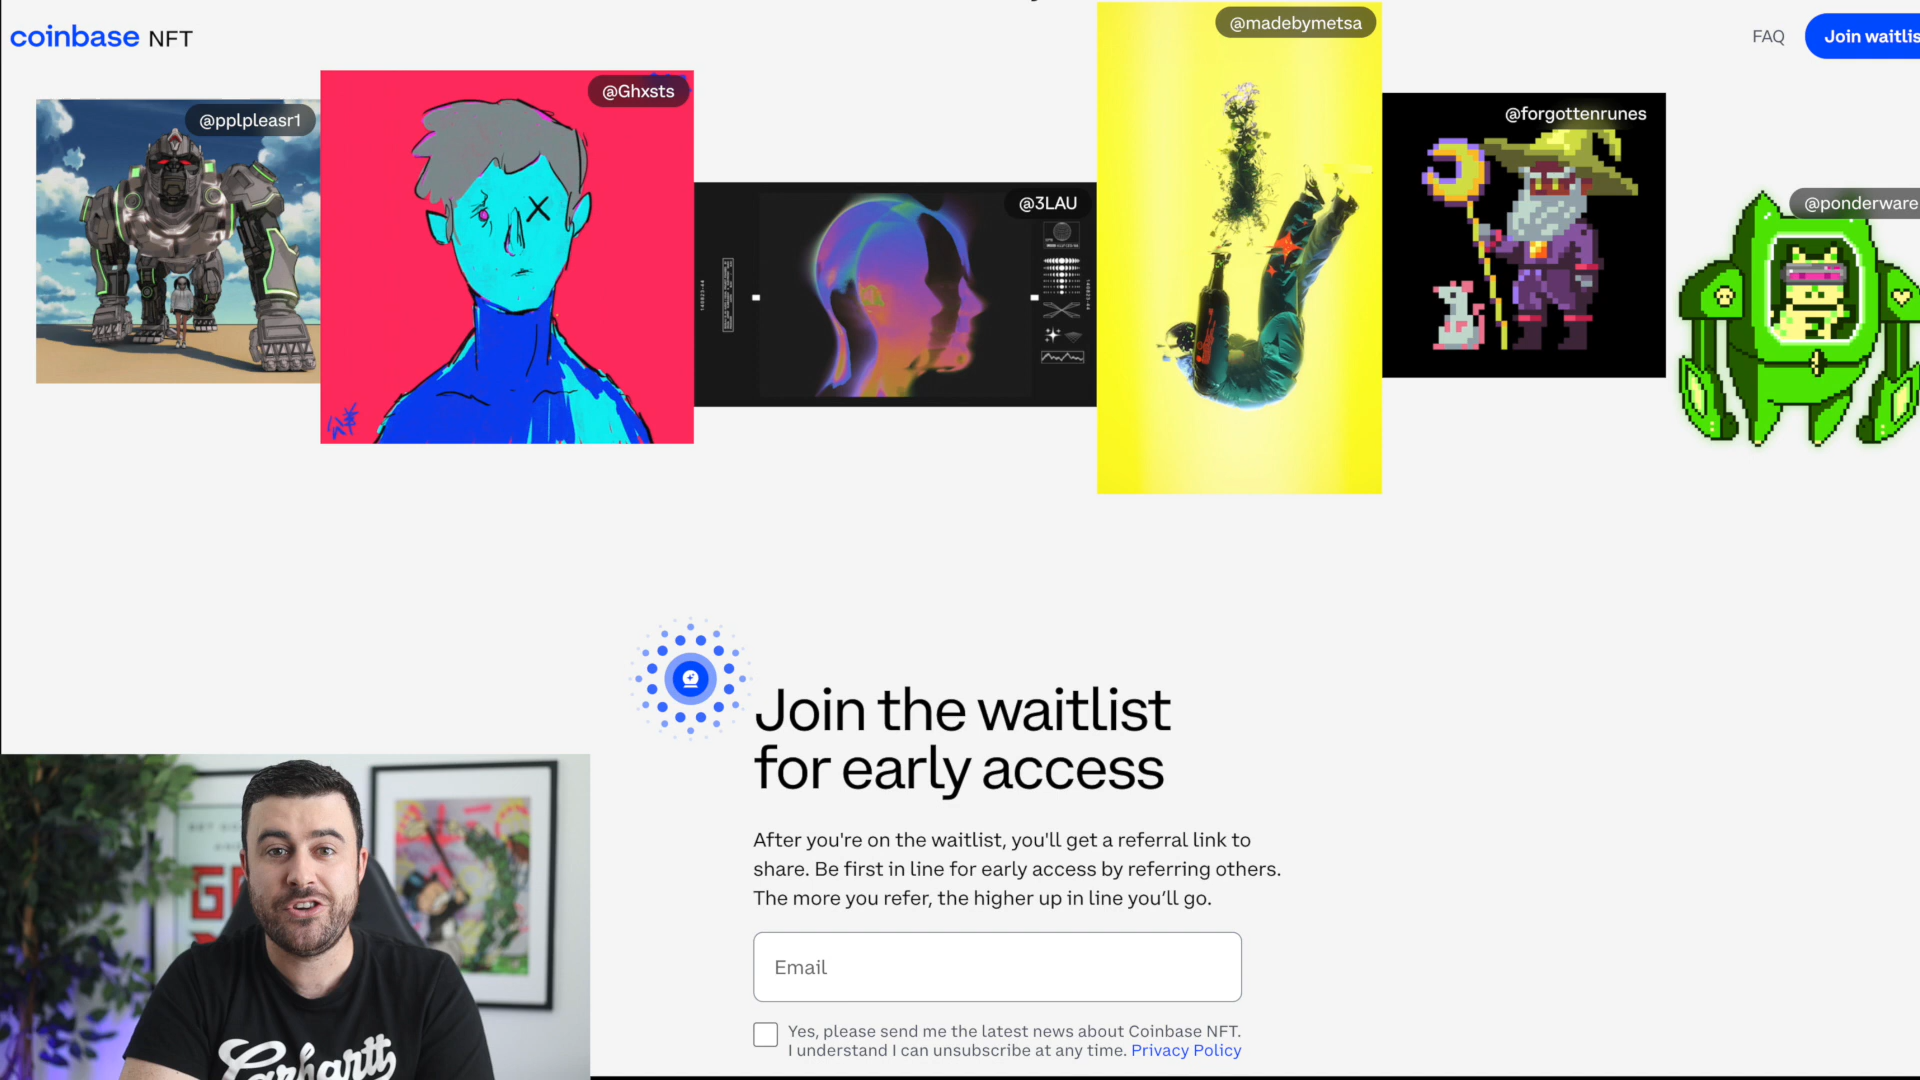 coinbase NFT
FAQ
Join waitlis
@pplpleasr1
@Ghxsts
@3LAU
@madebymetsa
@forgottenrunes
@ponderware
Join the waitlist
for early access
After you're on the waitlist, you'll get a referral link to
share. Be first in line for early access by referring others.
The more you refer, the higher up in line you’ll go.
Email
Yes, please send me the latest news about Coinbase NFT.
I understand I can unsubscribe at any time. Privacy Policy
Carhartt